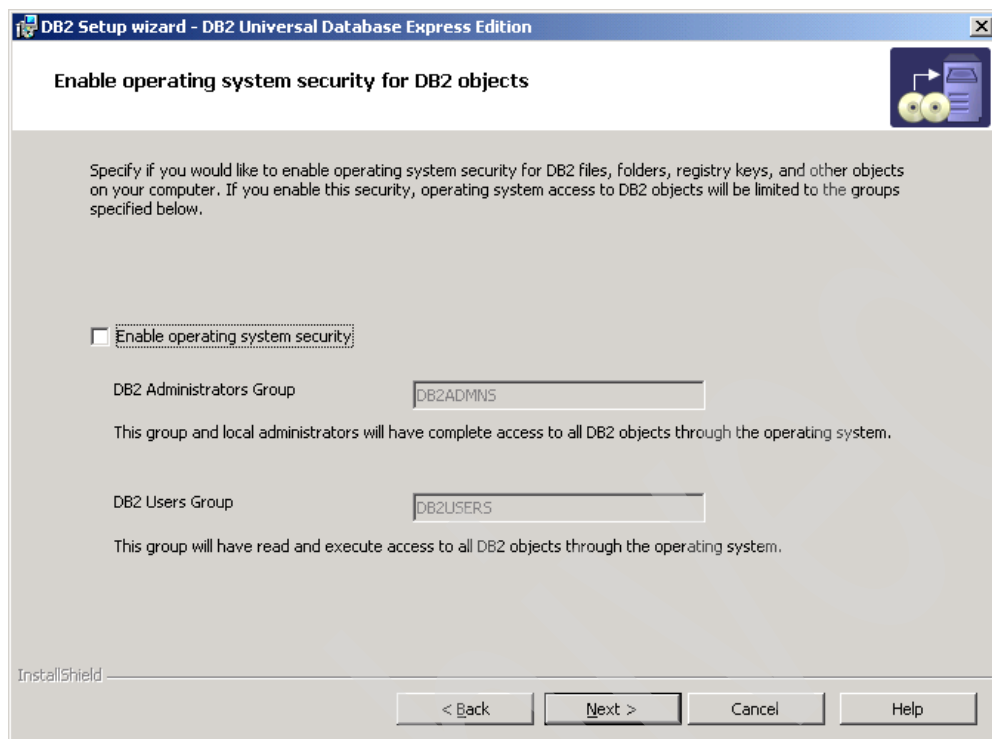 DB2 Setup wizard - DB2 Universal Database Express Edition
Enable operating system security for DB2 objects
Specify if you would like to enable operating system security for DB2 files, folders, registry keys, and other objects
on your computer. If you enable this security, operating system access to DB2 objects will be limited to the groups
specified below.
Enable operating system security
DB2 Administrators Group
DB2ADMNS
This group and local administrators will have complete access to all DB2 objects through the operating system.
DB2 Users Group
DB2USERS
This group will have read and execute access to all DB2 objects through the operating system.
InstallShield
< Back
Next >
Cancel
Help